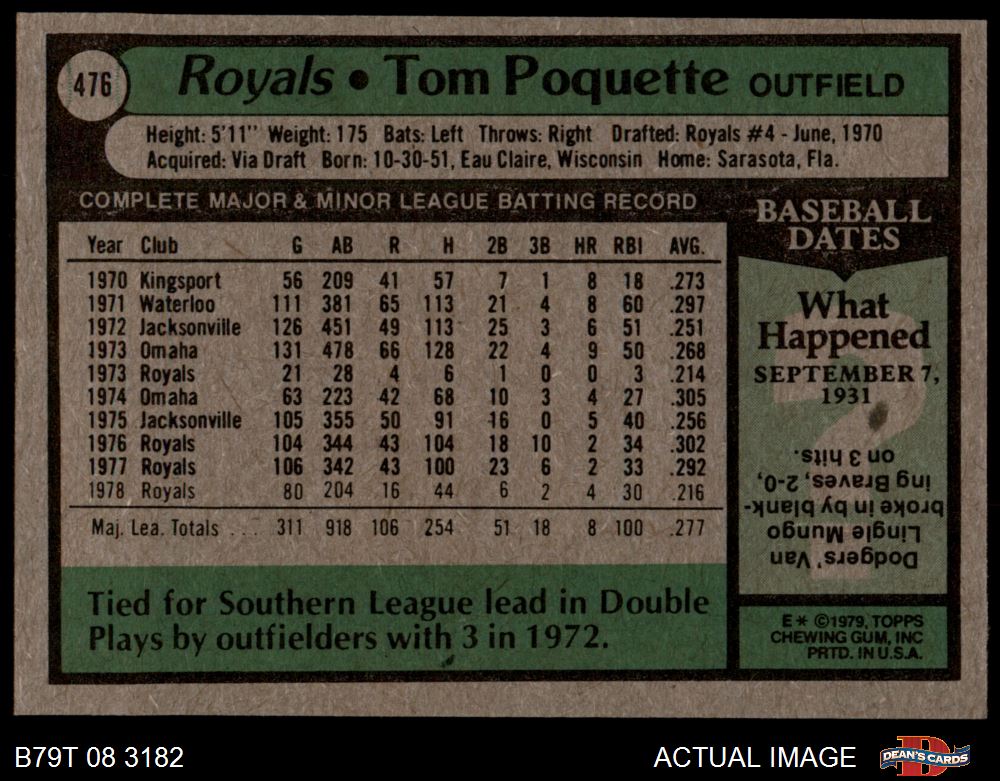 476
Royals • Tom Poquette OUTFIELD
Height: 5'11" Weight: 175 Bats: Left Throws: Right Drafted: Royals #4 - June, 1970
Acquired: Via Draft Born: 10-30-51, Eau Claire, Wisconsin Home: Sarasota, Fla.
COMPLETE MAJOR & MINOR LEAGUE BATTING RECORD
Year Club G AB R H 2B 3B HR RBI AVG.
1970 Kingsport 56 209 41 57 7 1 8 18 .273
1971 Waterloo 111 381 65 113 21 4 8 60 .297
1972 Jacksonville 126 451 49 113 25 3 6 51 .251
1973 Omaha 131 478 66 128 22 4 9 50 .268
1973 Royals 21 28 4 6 1 0 0 3 .214
1974 Omaha 63 223 42 68 10 3 4 27 .305
1975 Jacksonville 105 355 50 91 16 0 5 40 .256
1976 Royals 104 344 43 104 18 10 2 34 .302
1977 Royals 106 342 43 100 23 6 2 33 .292
1978 Royals 80 204 16 44 6 2 4 30 .216
Maj. Lea. Totals . . . 311 918 106 254 51 18 8 100 .277
Tied for Southern League lead in Double
Plays by outfielders with 3 in 1972.
BASEBALL
DATES
What
Happened
SEPTEMBER 7,
1931
?
Dodgers' Van
Lingle Mungo
broke in by blank-
ing Braves, 2-0,
on 3 hits.
E* ©1979, TOPPS
CHEWING GUM, INC
PRTD. IN U.S.A.
B79T 08 3182
ACTUAL IMAGE
D
DEAN'S CARDS